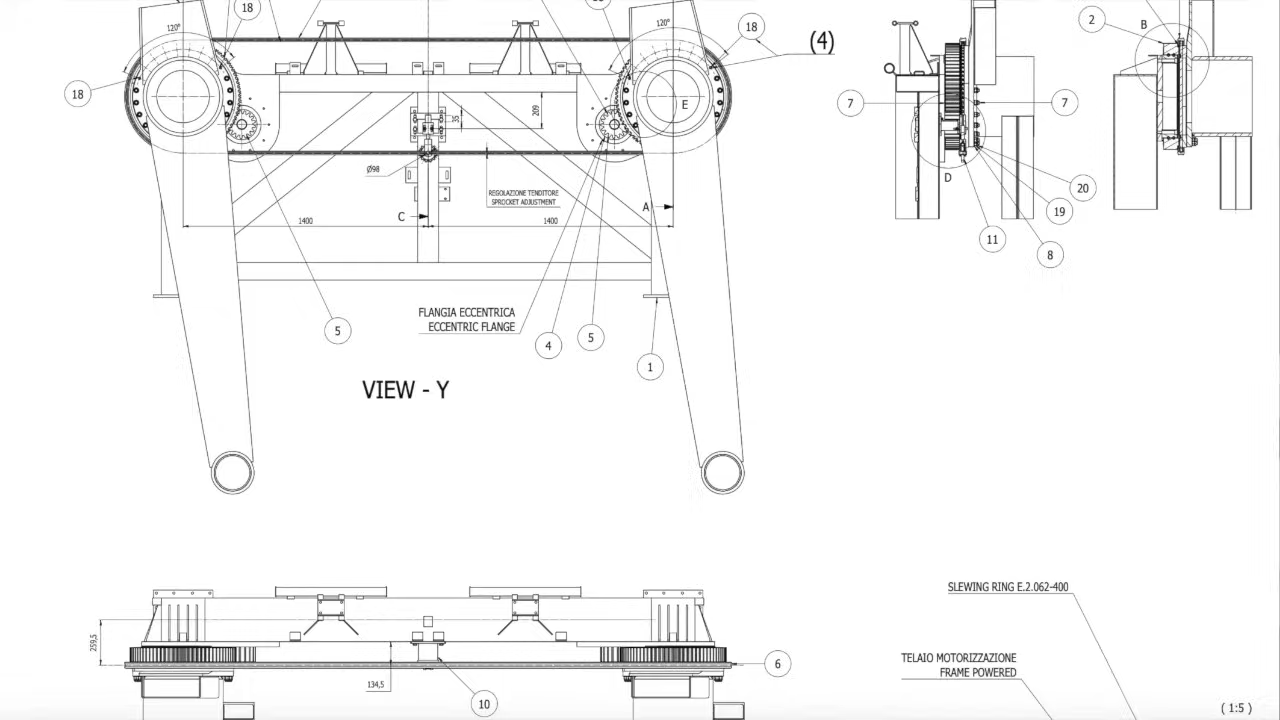 18
120°
18
120°
18
(4)
E
209
35
Ø98
REGOLAZIONE TENDITORE
SPROCKET ADJUSTMENT
C
A
1400
1400
5
FLANGIA ECCENTRICA
ECCENTRIC FLANGE
4
5
1
VIEW - Y
7
7
D
20
19
11
8
2
B
259,5
134,5
10
6
SLEWING RING E.2.062-400
TELAIO MOTORIZZAZIONE
FRAME POWERED
( 1:5 )